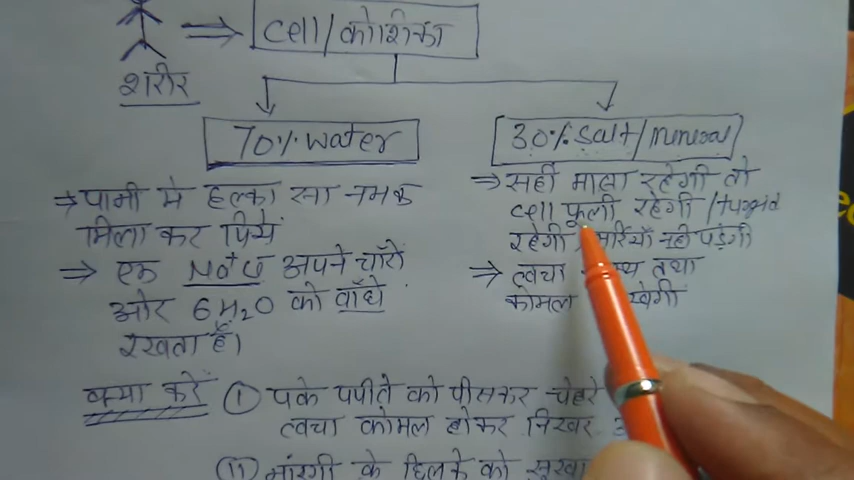 cell/कोशिका
शरीर
70% water
30% salt/mineral
⇒ पानी मे हल्का सा नमक
मिला कर पियें
⇒ एक Na⁺Cl⁻ अपने चारों
ओर 6H₂O को बाँधे
रखता है।
⇒ सही मात्रा रहेगी तो
cell फूली रहेगी / turgid
रहेगी नही पड़ेगी
⇒ त्वचा तथा
कोमल
क्या करें (I) पके पपीते को पीसकर चेहरे
त्वचा कोमल होकर निखर
(II) नारंगी के छिलके को सूखा